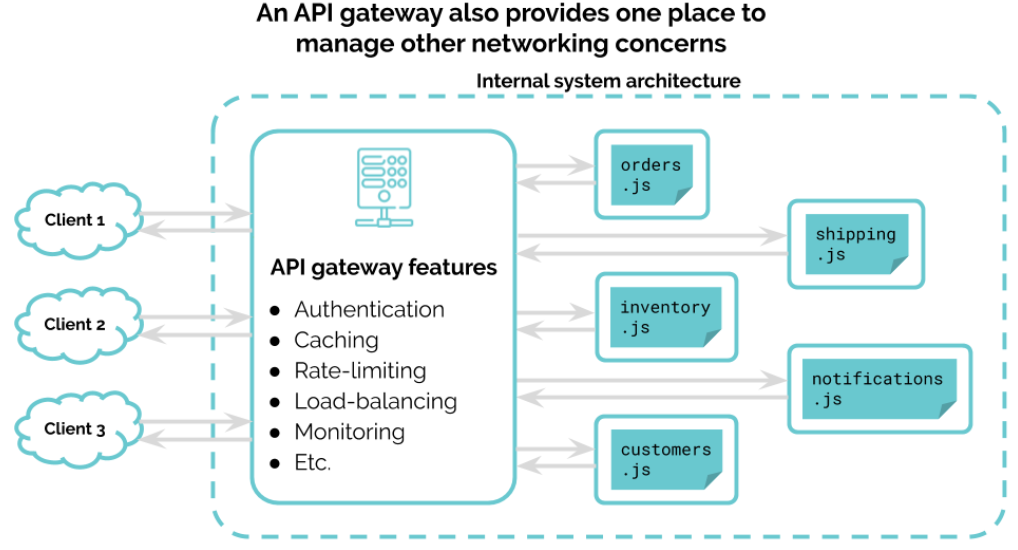 An API gateway also provides one place to
manage other networking concerns
Internal system architecture
Client 1
Client 2
Client 3
API gateway features
● Authentication
● Caching
● Rate-limiting
● Load-balancing
● Monitoring
● Etc.
orders
.js
shipping
.js
inventory
.js
notifications
.js
customers
.js